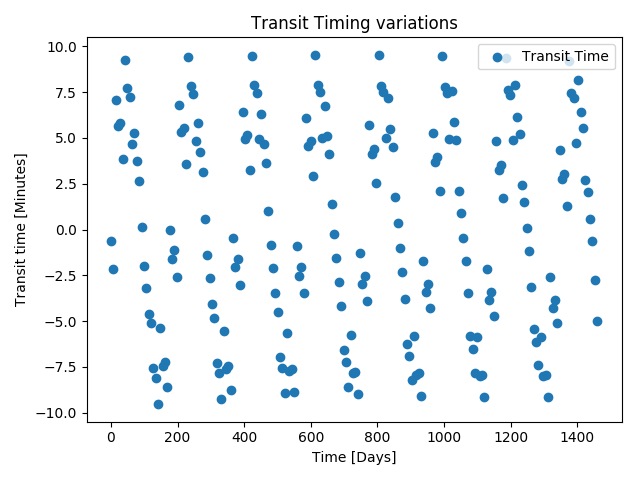 Transit Timing variations
Transit Time
Transit time [Minutes]
10.0
7.5
5.0
2.5
0.0
−2.5
−5.0
−7.5
−10.0
0 200 400 600 800 1000 1200 1400
Time [Days]